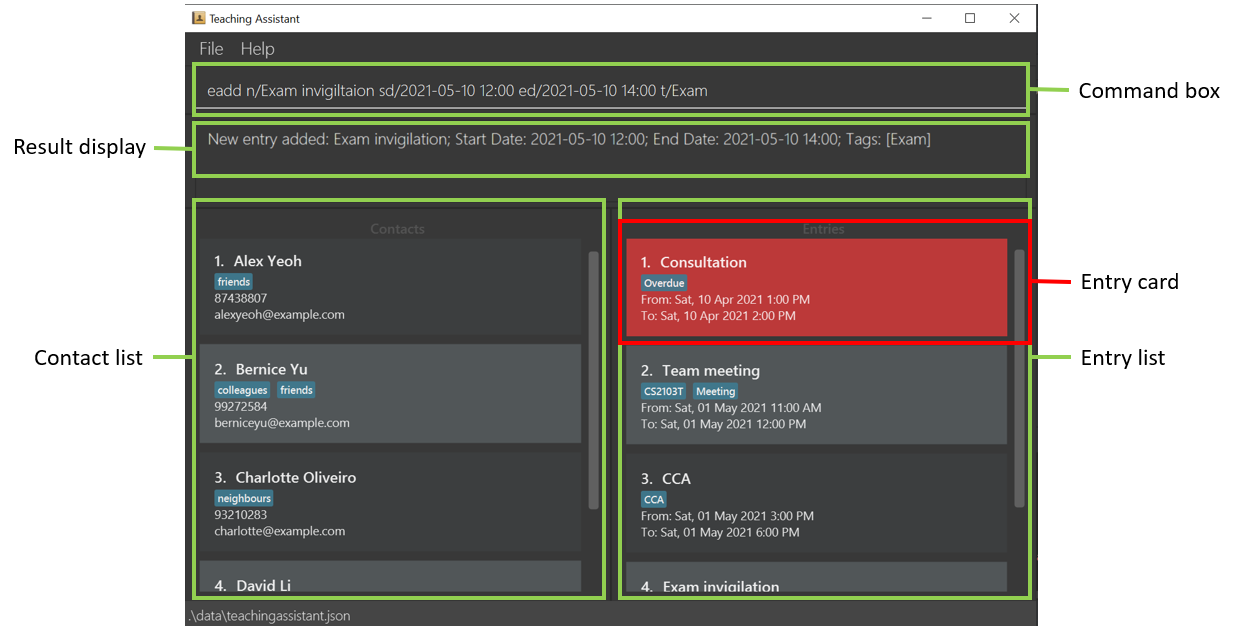 Teaching Assistant
File Help
eadd n/Exam invigiltaion sd/2021-05-10 12:00 ed/2021-05-10 14:00 t/Exam
Command box
Result display
New entry added: Exam invigilation; Start Date: 2021-05-10 12:00; End Date: 2021-05-10 14:00; Tags: [Exam]
Contacts
1. Alex Yeoh
friends
87438807
alexyeoh@example.com
Contact list
2. Bernice Yu
colleagues friends
99272584
berniceyu@example.com
3. Charlotte Oliveiro
neighbours
93210283
charlotte@example.com
4. David Li
Entries
1. Consultation
Overdue
From: Sat, 10 Apr 2021 1:00 PM
To: Sat, 10 Apr 2021 2:00 PM
Entry card
2. Team meeting
CS2103T Meeting
From: Sat, 01 May 2021 11:00 AM
To: Sat, 01 May 2021 12:00 PM
Entry list
3. CCA
CCA
From: Sat, 01 May 2021 3:00 PM
To: Sat, 01 May 2021 6:00 PM
4. Exam invigilation
.\data\teachingassistant.json